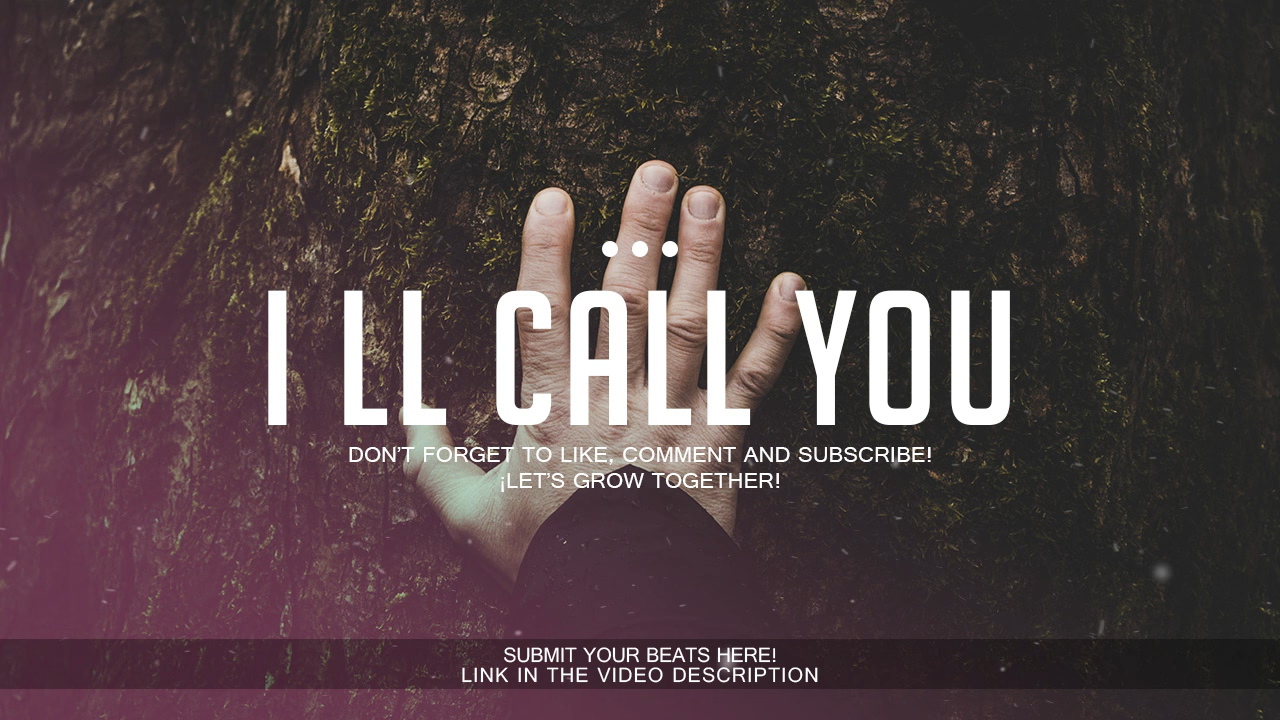 I LL CALL YOU
DON'T FORGET TO LIKE, COMMENT AND SUBSCRIBE!
¡LET'S GROW TOGETHER!
SUBMIT YOUR BEATS HERE!
LINK IN THE VIDEO DESCRIPTION